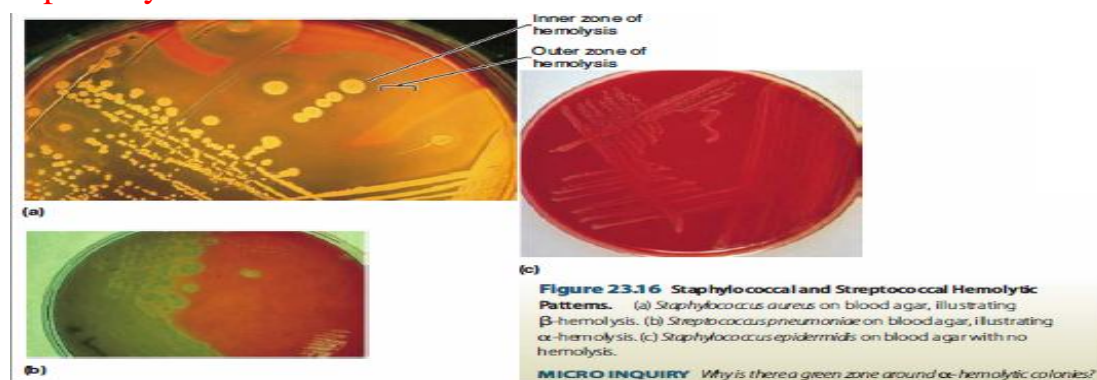 Inner zone of
hemolysis
Outer zone of
hemolysis
(a)
(b)
(c)
Figure 23.16 Staphylococcal and Streptococcal Hemolytic
Patterns. (a) Staphylococcus aureus on blood agar, illustrating
β-hemolysis. (b) Streptococcus pneumoniae on blood agar, illustrating
α-hemolysis. (c) Staphylococcus epidermidis on blood agar with no
hemolysis.
MICRO INQUIRY Why is there a green zone around α-hemolytic colonies?